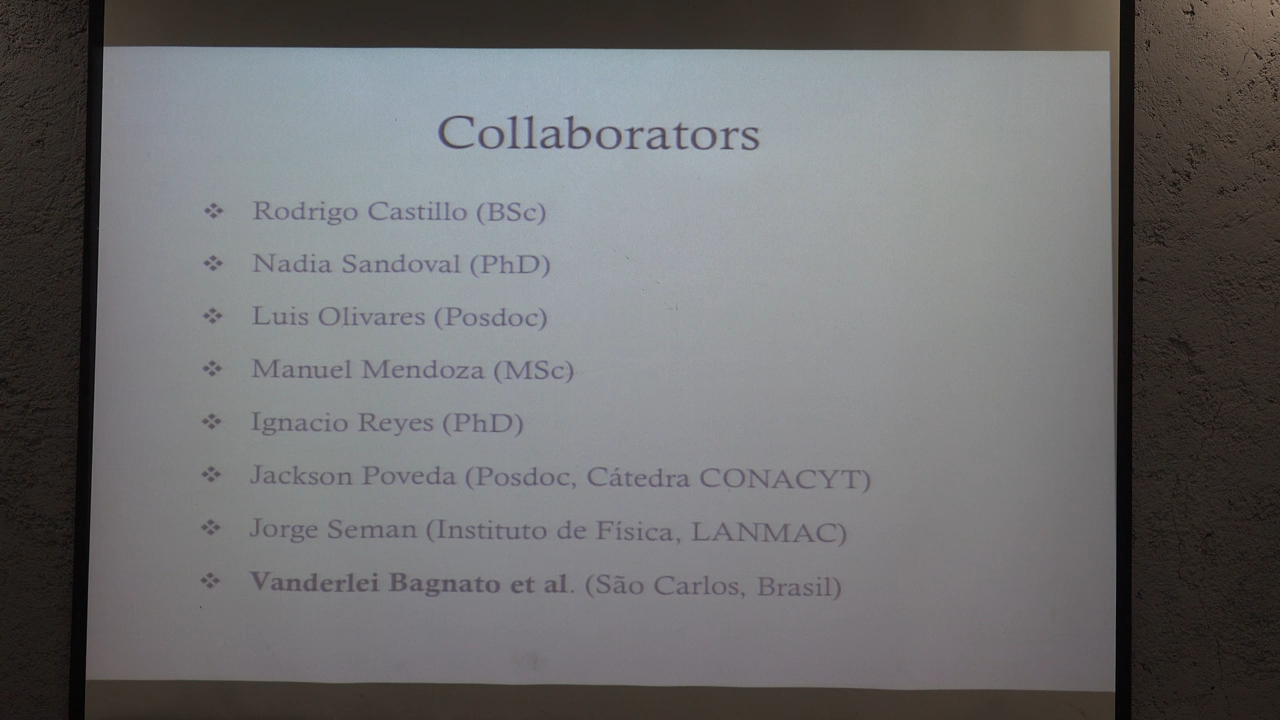 Collaborators
❖ Rodrigo Castillo (BSc)
❖ Nadia Sandoval (PhD)
❖ Luis Olivares (Posdoc)
❖ Manuel Mendoza (MSc)
❖ Ignacio Reyes (PhD)
❖ Jackson Poveda (Posdoc, Cátedra CONACYT)
❖ Jorge Seman (Instituto de Física, LANMAC)
❖ Vanderlei Bagnato et al. (São Carlos, Brasil)